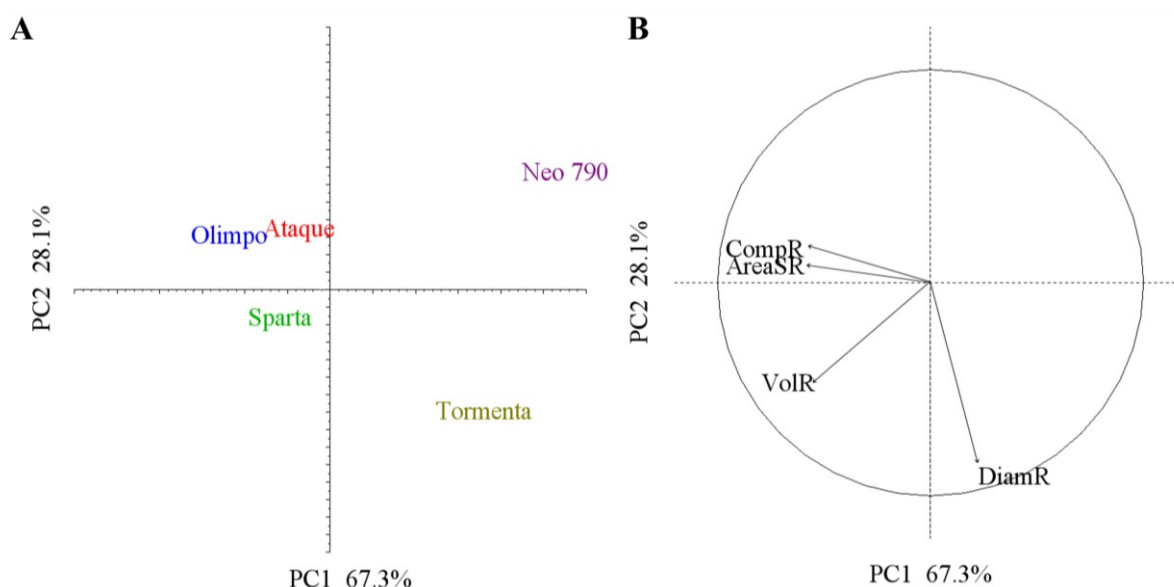 A
Neo 790
Olimpo
Ataque
Sparta
Tormenta
PC2 28.1%
PC1 67.3%
B
CompR
AreaSR
VolR
DiamR
PC2 28.1%
PC1 67.3%